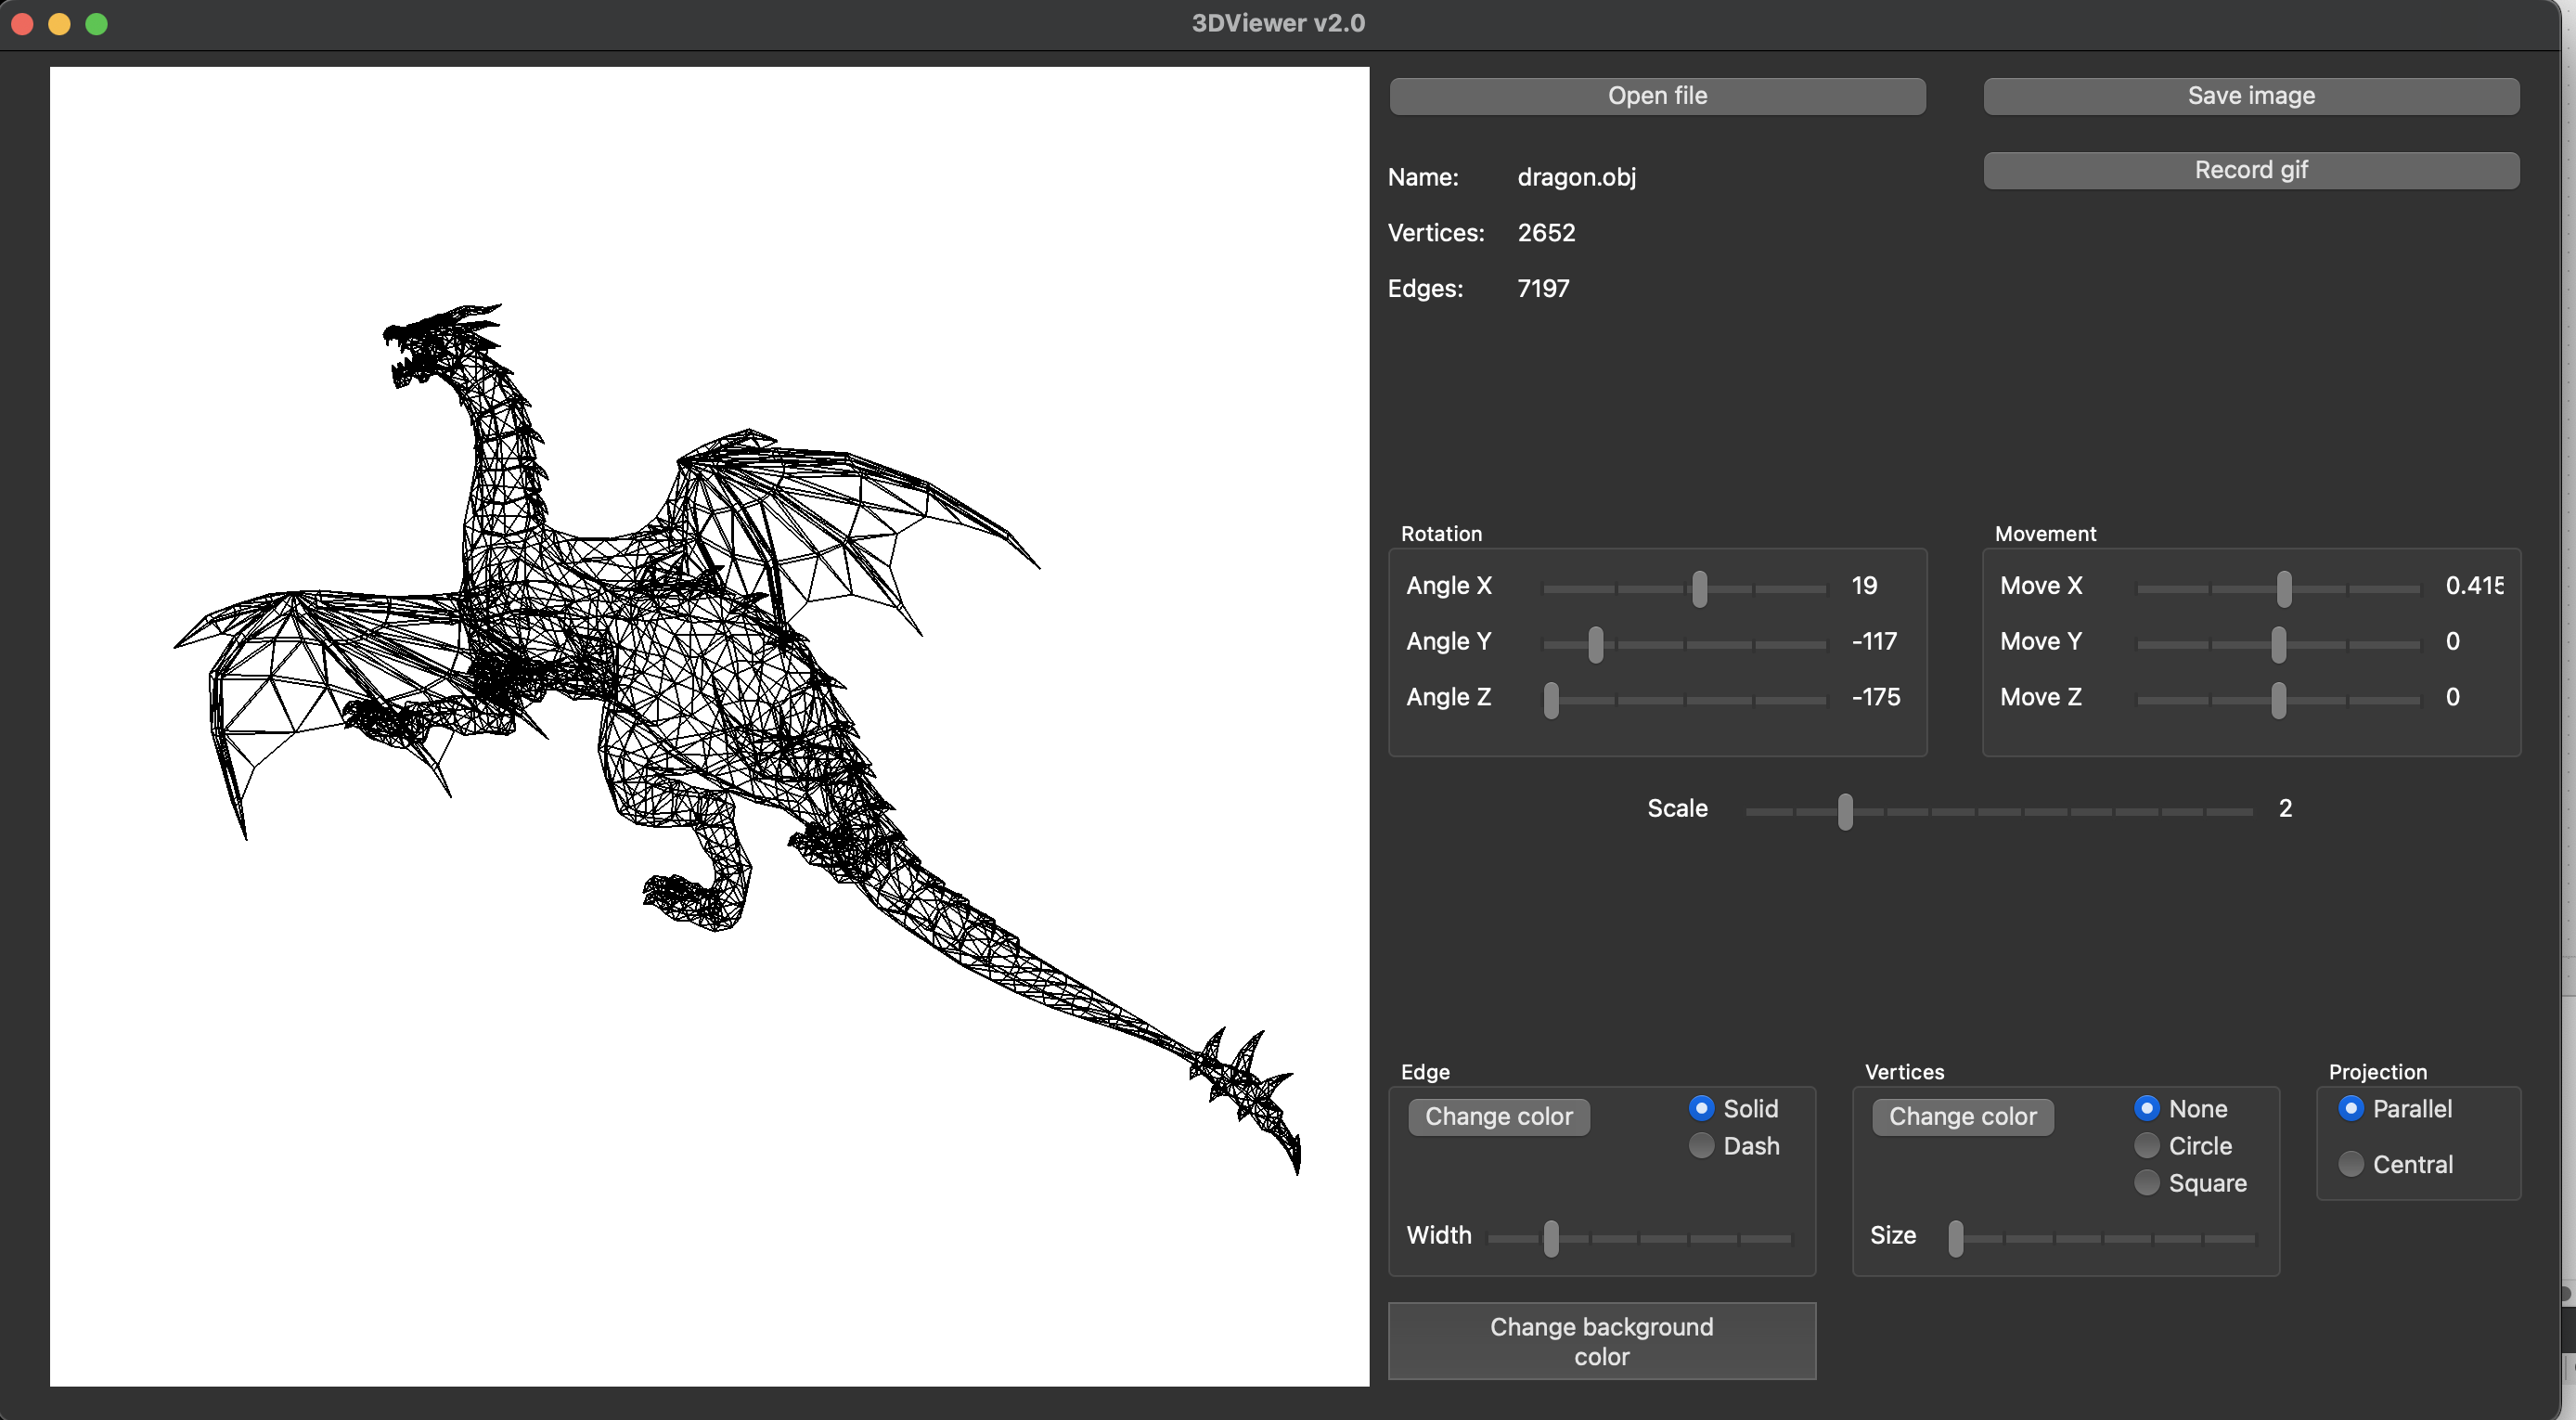 3DViewer v2.0
Open file
Save image
Record gif
Name: dragon.obj
Vertices: 2652
Edges: 7197
Rotation
Angle X 19
Angle Y -117
Angle Z -175
Movement
Move X 0.415
Move Y 0
Move Z 0
Scale 2
Edge
Change color
Solid
Dash
Width
Vertices
Change color
None
Circle
Square
Size
Projection
Parallel
Central
Change background
color